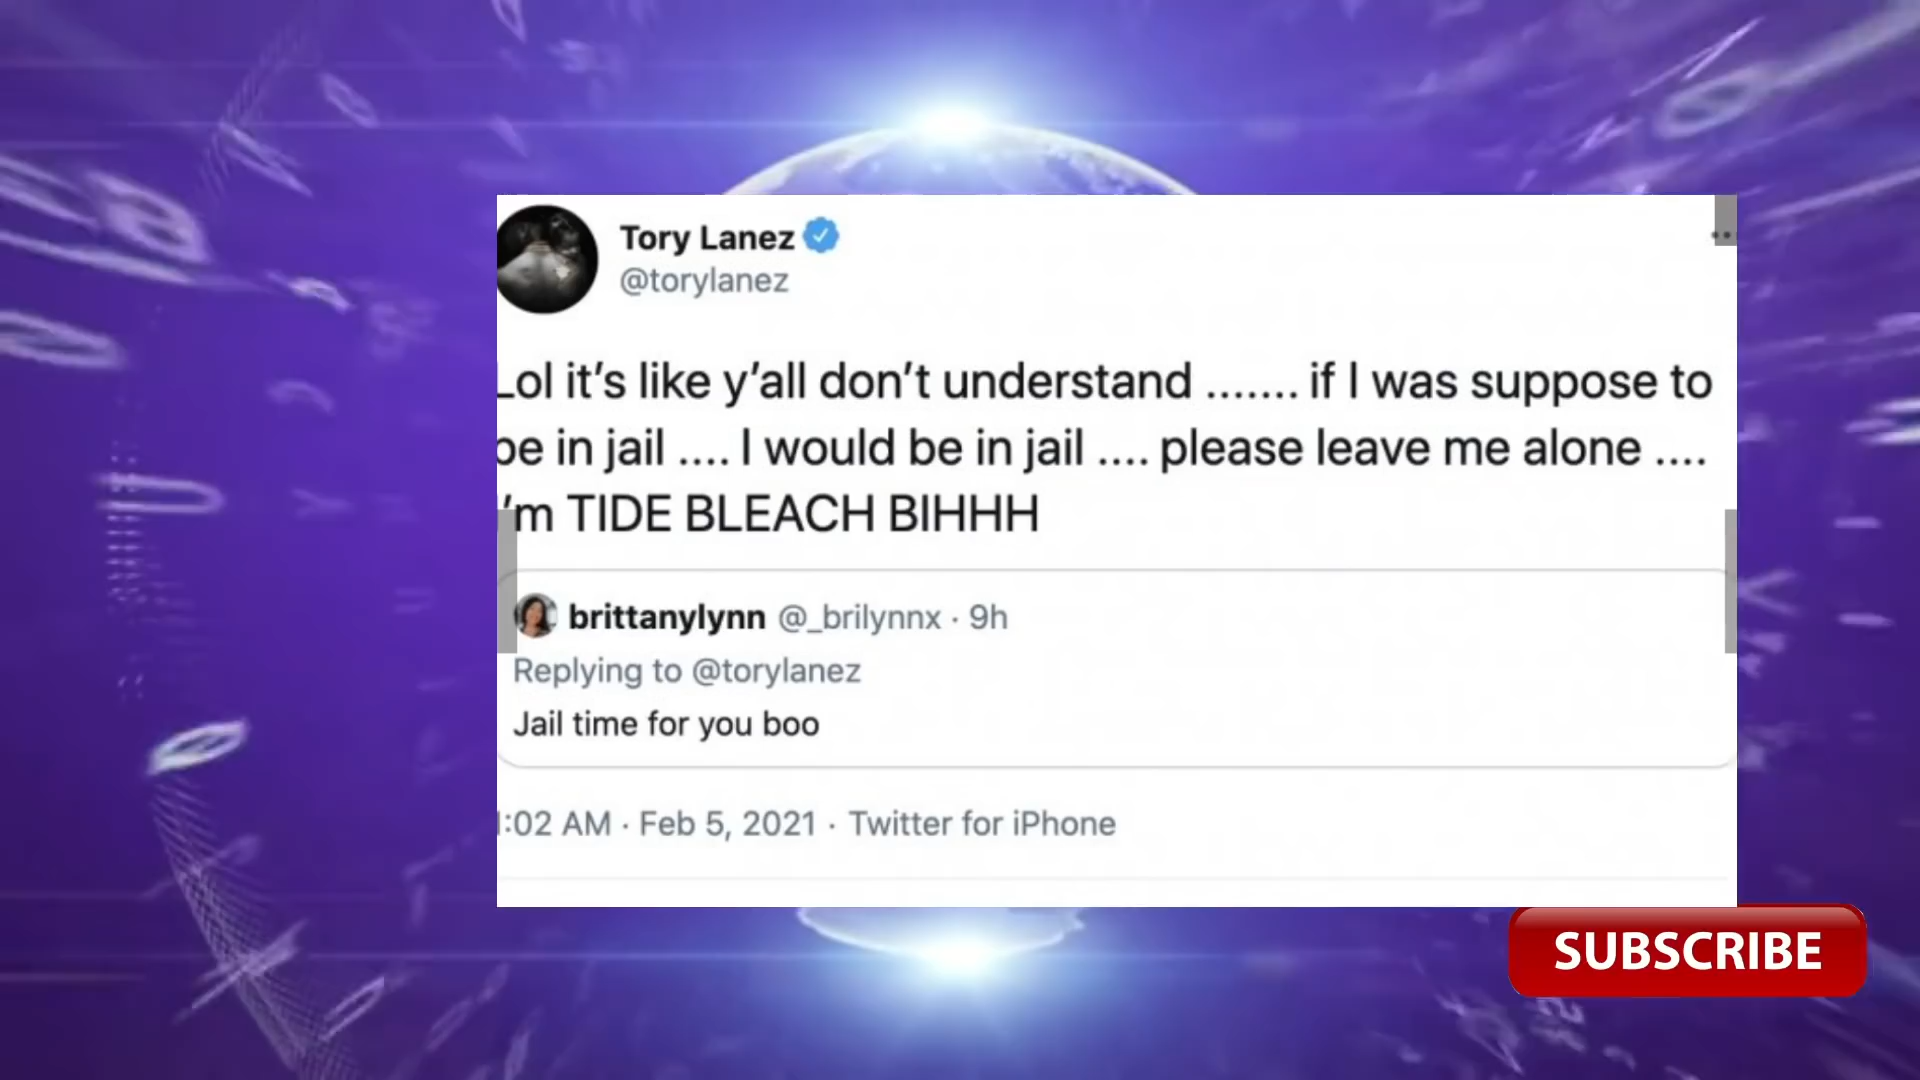 Tory Lanez
@torylanez
Lol it's like y'all don't understand ....... if I was suppose to
be in jail .... I would be in jail .... please leave me alone ....
I'm TIDE BLEACH BIHHH
brittanylynn @_brilynnx · 9h
Replying to @torylanez
Jail time for you boo
:02 AM · Feb 5, 2021 · Twitter for iPhone
SUBSCRIBE